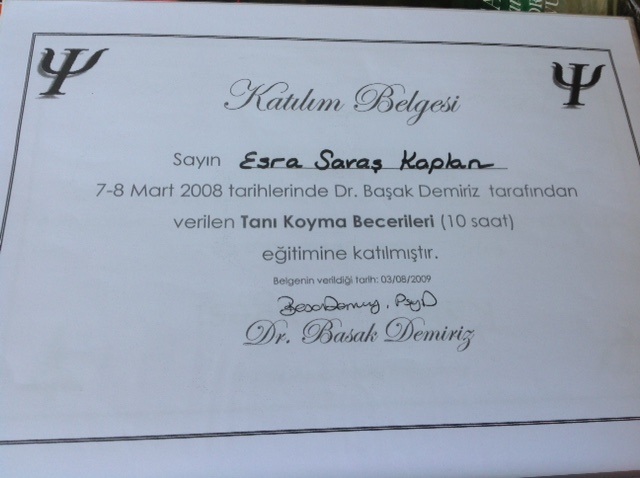 Ψ Ψ
Katılım Belgesi
Sayın Esra Saraş Kaplan
7-8 Mart 2008 tarihlerinde Dr. Başak Demiriz tarafından
verilen Tanı Koyma Becerileri (10 saat)
eğitimine katılmıştır.
Belgenin verildiği tarih: 03/08/2009
PsyD
Dr. Basak Demiriz